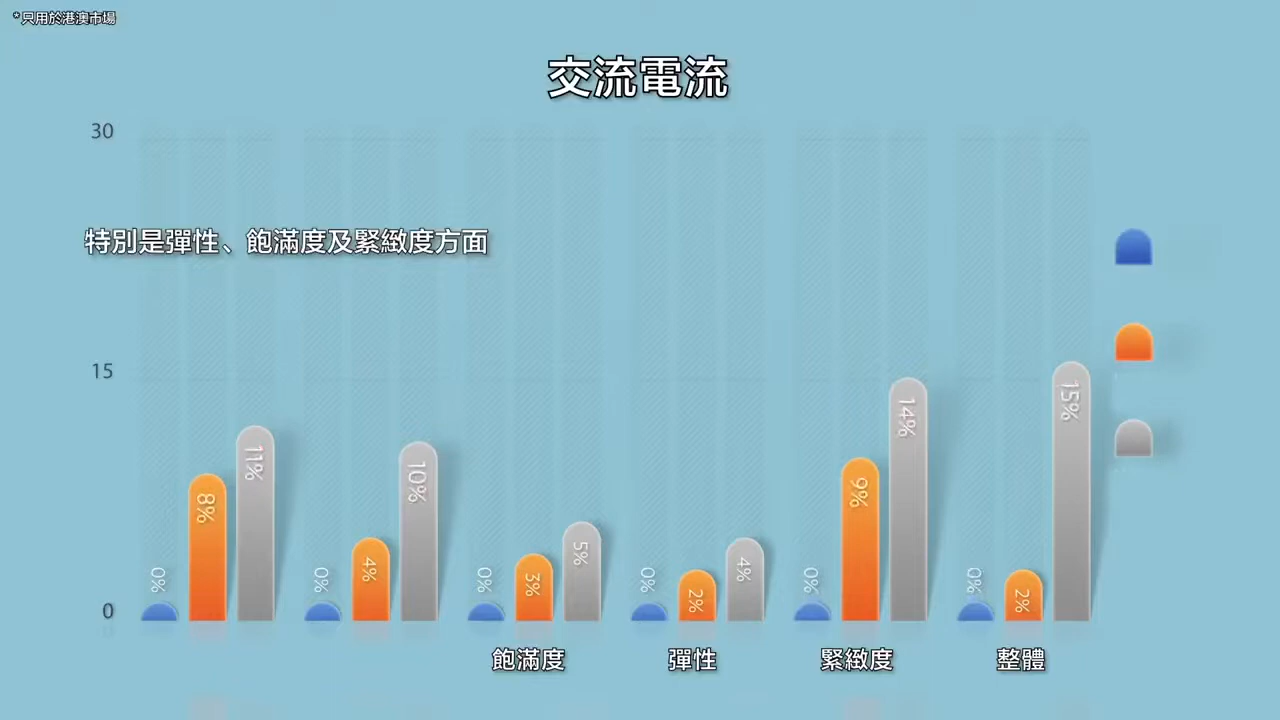 *只用於港澳市場
交流電流
30
特別是彈性、飽滿度及緊緻度方面
15
0
0% 8% 11%
0% 4% 10%
0% 3% 5%
0% 2% 4%
0% 9% 14%
0% 2% 15%
飽滿度 彈性 緊緻度 整體